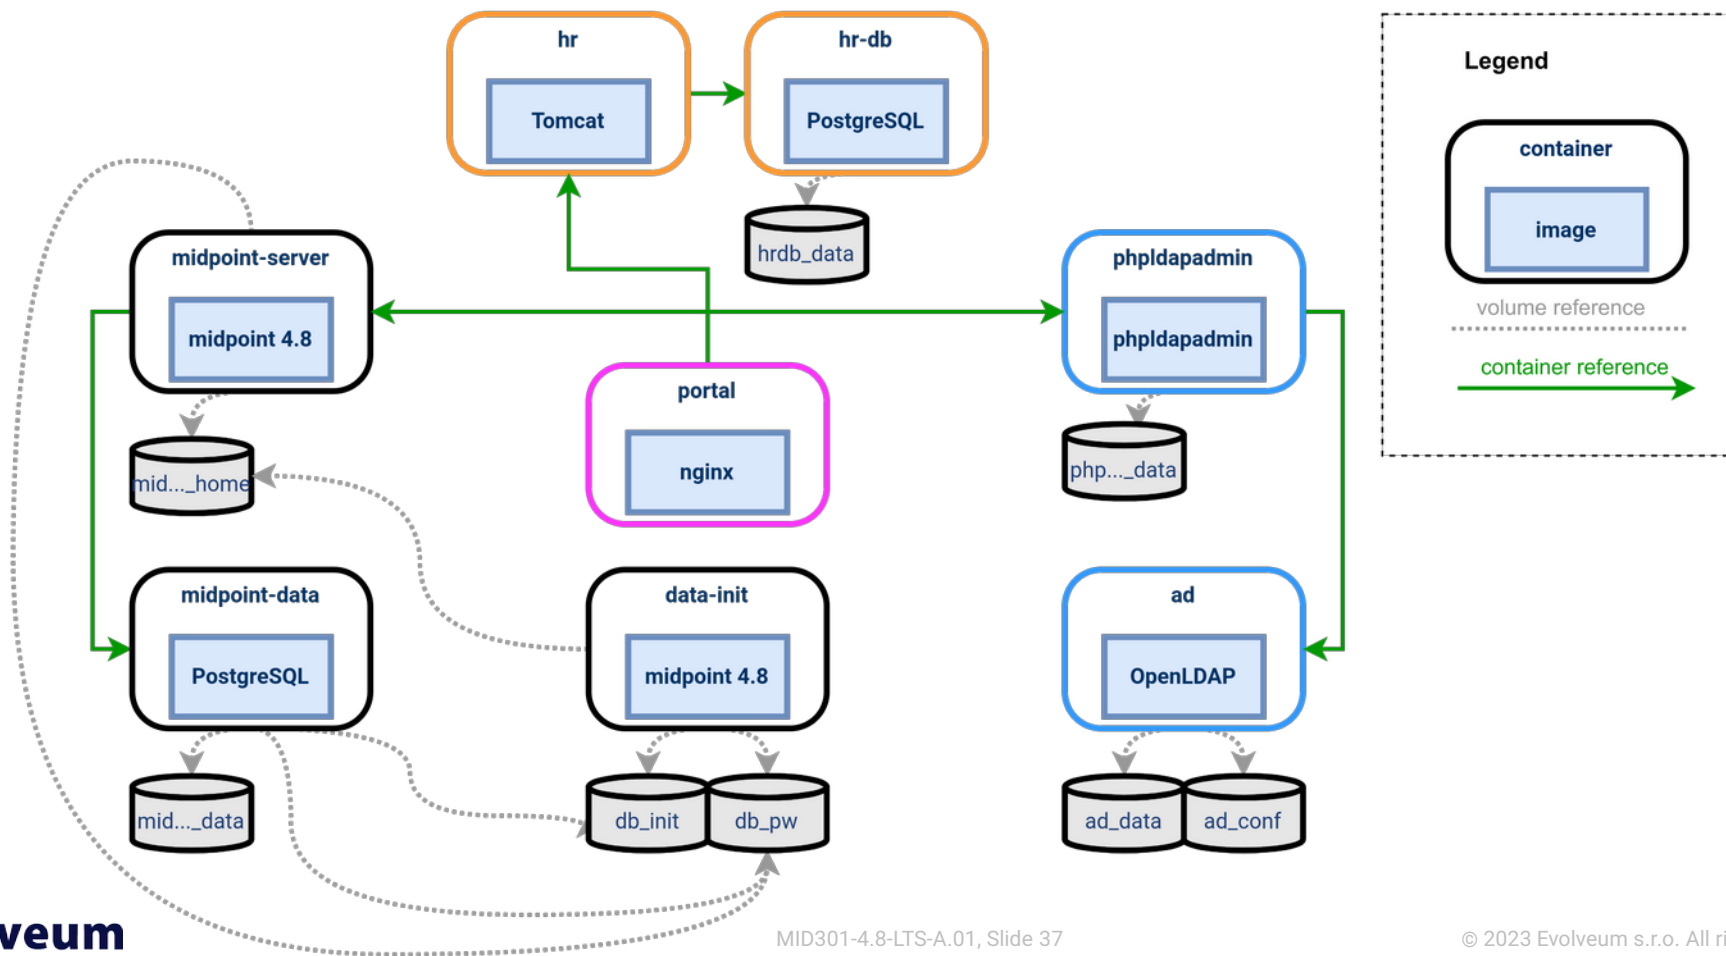 hr
Tomcat
hr-db
PostgreSQL
hrdb_data
Legend
container
image
volume reference
container reference
midpoint-server
midpoint 4.8
mid..._home
phpldapadmin
phpldapadmin
php..._data
portal
nginx
midpoint-data
PostgreSQL
mid..._data
data-init
midpoint 4.8
db_init
db_pw
ad
OpenLDAP
ad_data
ad_conf
veum
MID301-4.8-LTS-A.01, Slide 37
© 2023 Evolveum s.r.o. All ri